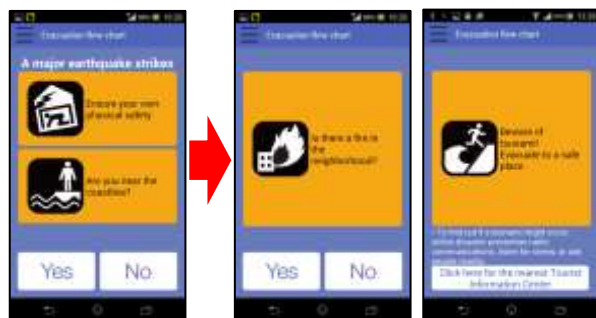 Evacuation flow chart
A major earthquake strikes
Ensure your own
physical safety
Are you near the
coastline?
Yes
No
Evacuation flow chart
Is there a fire in
the
neighborhood?
Yes
No
Evacuation flow chart
Beware of
tsunami!
Evacuate to a safe
place
Click here for the nearest Tourist
Information Center